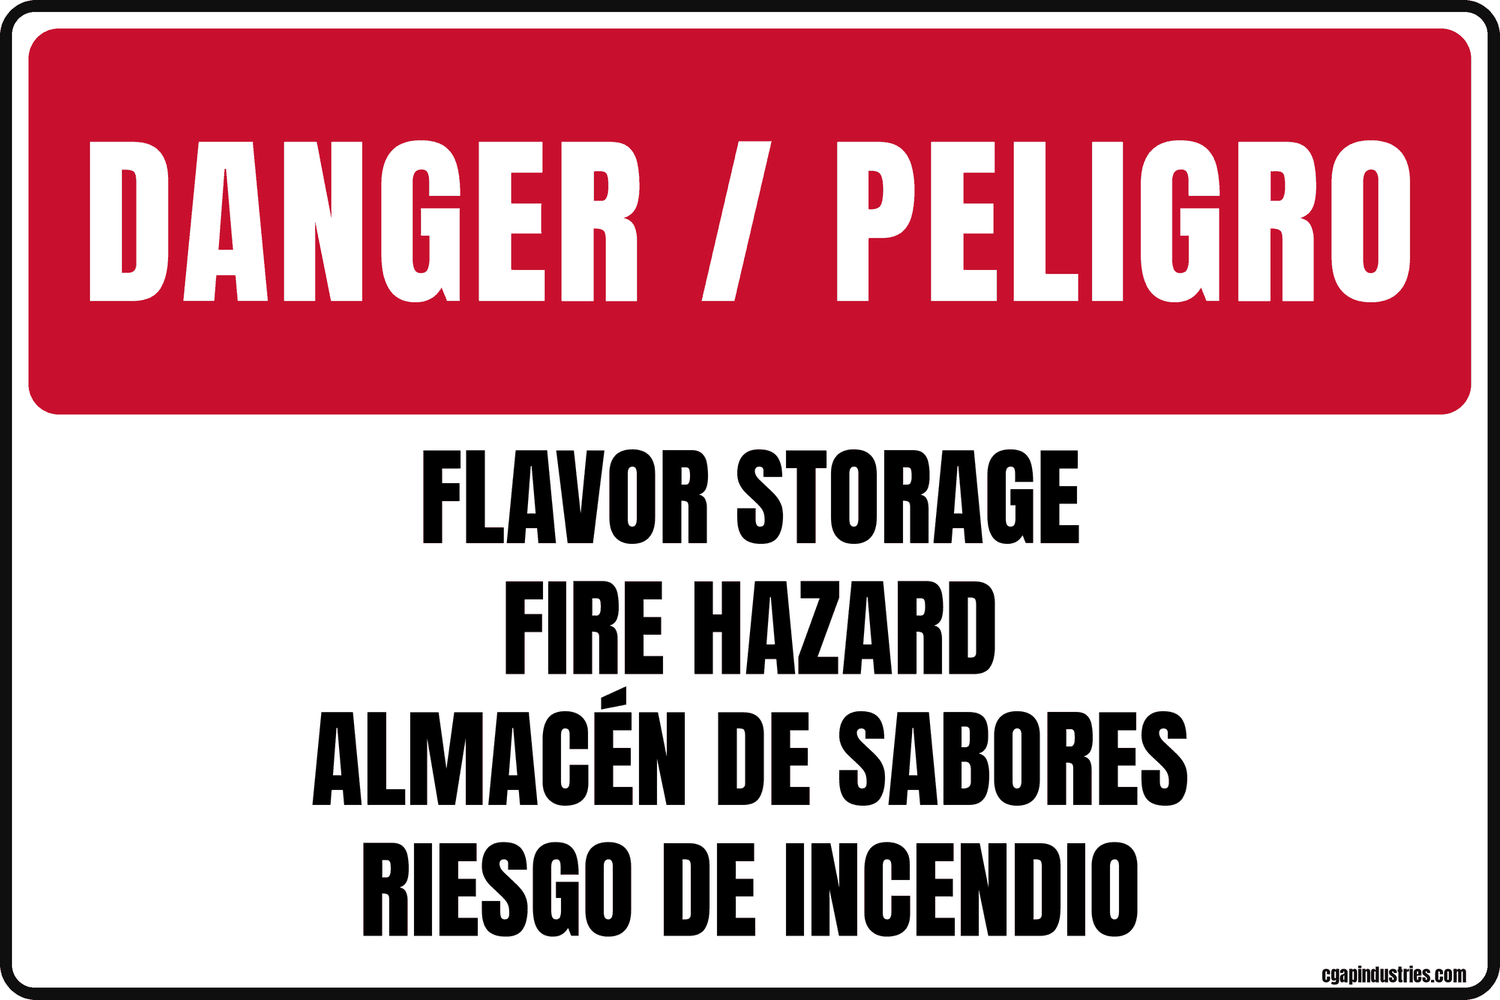 DANGER / PELIGRO
FLAVOR STORAGE
FIRE HAZARD
ALMACÉN DE SABORES
RIESGO DE INCENDIO
cgapindustries.com